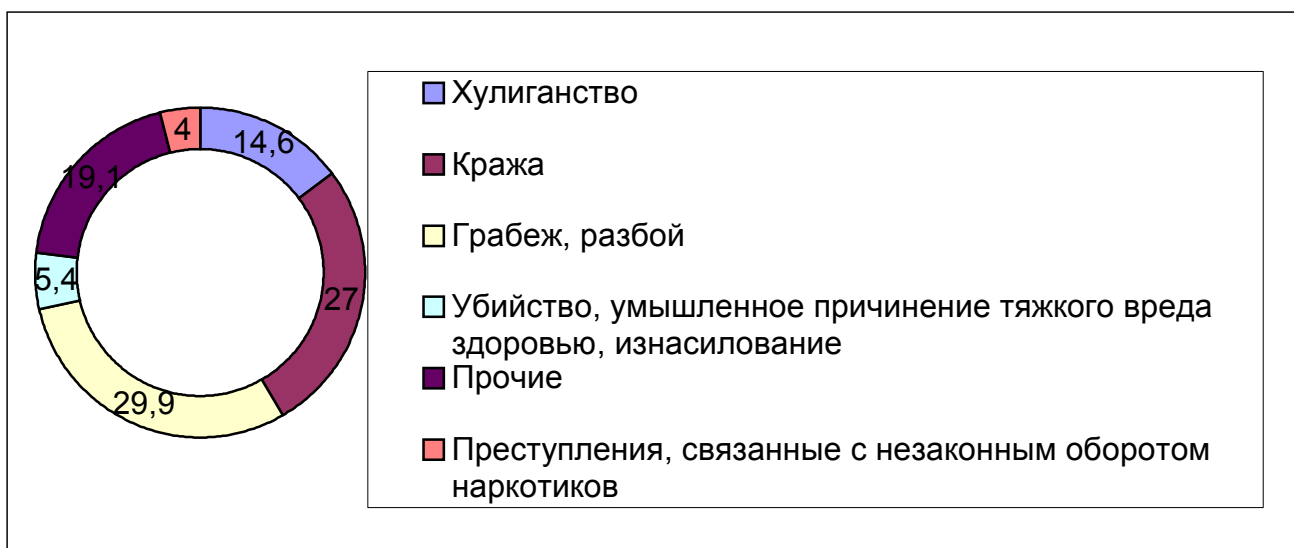 Хулиганство
Кража
Грабеж, разбой
Убийство, умышленное причинение тяжкого вреда
здоровью, изнасилование
Прочие
Преступления, связанные с незаконным оборотом
наркотиков
4
14,6
19,1
5,4
27
29,9